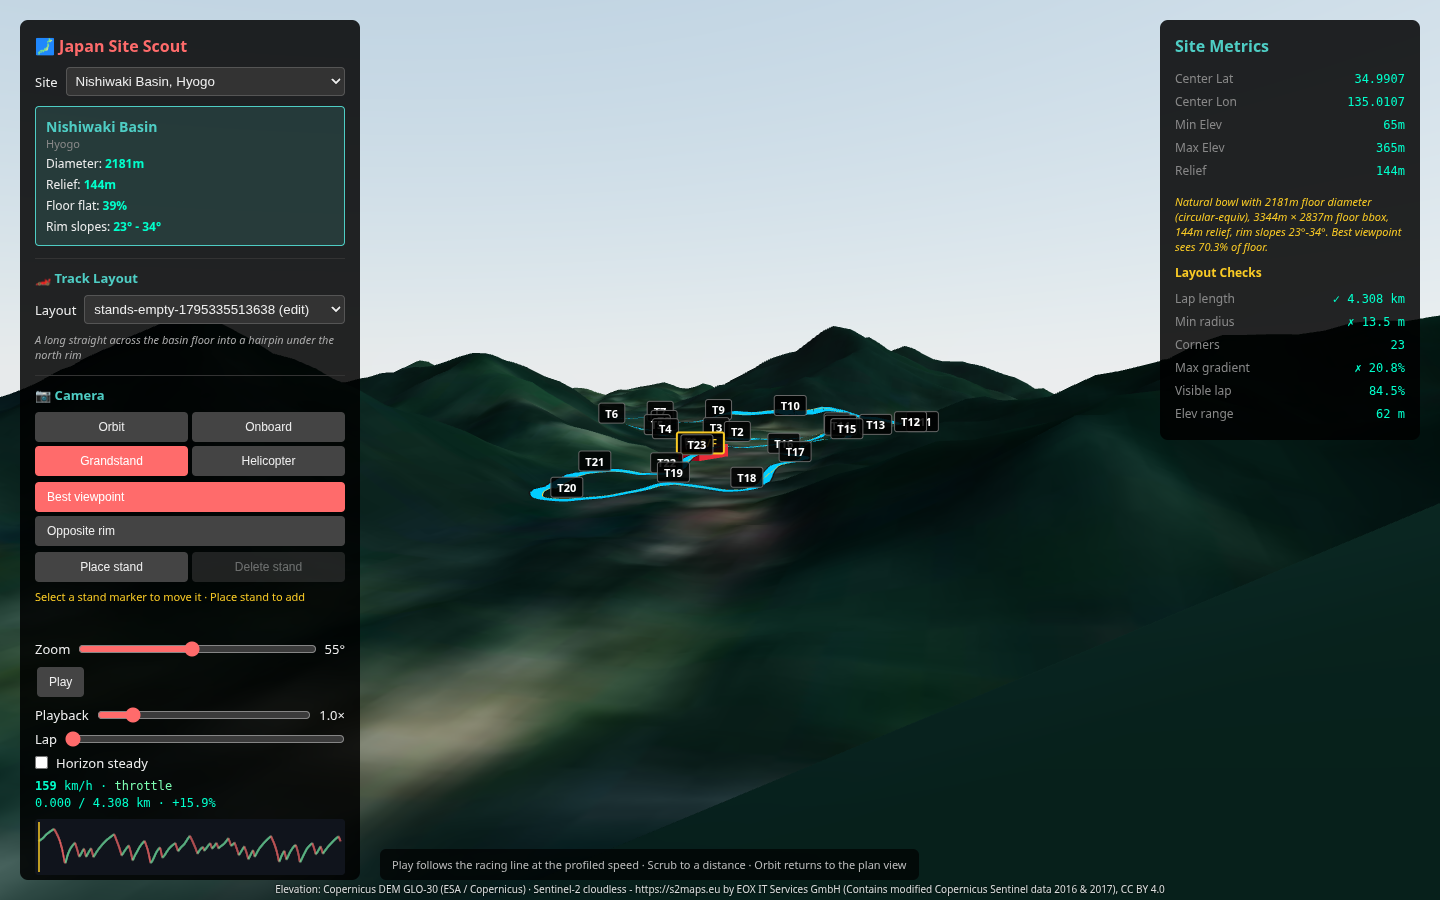 Japan Site Scout
Site
Nishiwaki Basin, Hyogo
Nishiwaki Basin
Hyogo
Diameter: 2181m
Relief: 144m
Floor flat: 39%
Rim slopes: 23° - 34°
Track Layout
Layout
stands-empty-1795335513638 (edit)
A long straight across the basin floor into a hairpin under the
north rim
Camera
Orbit
Onboard
Grandstand
Helicopter
Best viewpoint
Opposite rim
Place stand
Delete stand
Select a stand marker to move it · Place stand to add
Zoom
55°
Play
Playback
1.0×
Lap
Horizon steady
159 km/h · throttle
0.000 / 4.308 km · +15.9%
T6
T9
T10
T4
T3
T2
T15
T13
T12
T23
T17
T21
T19
T18
T20
Site Metrics
Center Lat 34.9907
Center Lon 135.0107
Min Elev 65m
Max Elev 365m
Relief 144m
Natural bowl with 2181m floor diameter
(circular-equiv), 3344m × 2837m floor bbox,
144m relief, rim slopes 23°-34°. Best viewpoint
sees 70.3% of floor.
Layout Checks
Lap length ✓ 4.308 km
Min radius ✗ 13.5 m
Corners 23
Max gradient ✗ 20.8%
Visible lap 84.5%
Elev range 62 m
Play follows the racing line at the profiled speed · Scrub to a distance · Orbit returns to the plan view
Elevation: Copernicus DEM GLO-30 (ESA / Copernicus) · Sentinel-2 cloudless - https://s2maps.eu by EOX IT Services GmbH (Contains modified Copernicus Sentinel data 2016 & 2017), CC BY 4.0